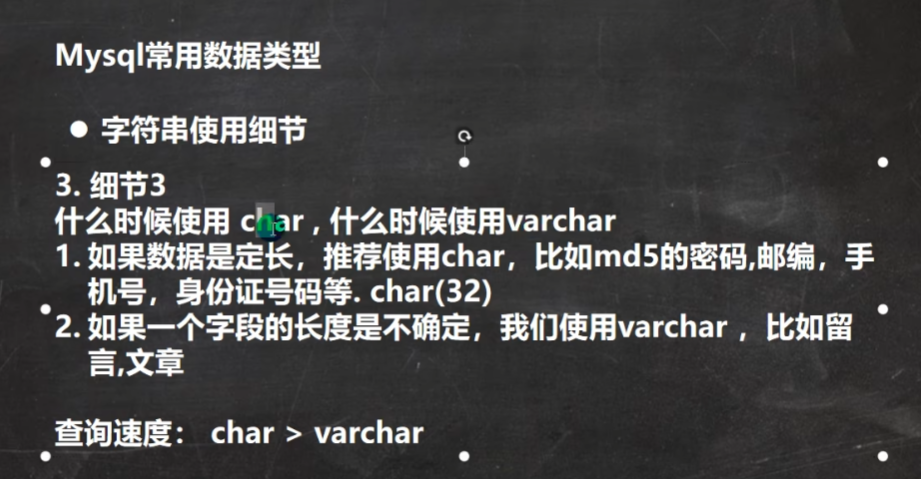 Mysql常用数据类型
● 字符串使用细节
3. 细节3
什么时候使用 char , 什么时候使用varchar
1. 如果数据是定长，推荐使用char，比如md5的密码,邮编，手
机号，身份证号码等. char(32)
2. 如果一个字段的长度是不确定，我们使用varchar ，比如留
言,文章
查询速度： char > varchar